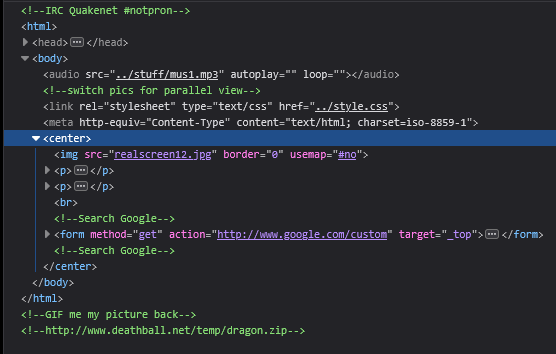 <!--IRC Quakenet #notpron-->
<html>
<head>…</head>
<body>
<audio src="../stuff/mus1.mp3" autoplay="" loop=""></audio>
<!--switch pics for parallel view-->
<link rel="stylesheet" type="text/css" href="../style.css">
<meta http-equiv="Content-Type" content="text/html; charset=iso-8859-1">
<center>
<img src="realscreen12.jpg" border="0" usemap="#no">
<p>…</p>
<p>…</p>
<br>
<!--Search Google-->
<form method="get" action="http://www.google.com/custom" target="_top">…</form>
<!--Search Google-->
</center>
</body>
</html>
<!--GIF me my picture back-->
<!--http://www.deathball.net/temp/dragon.zip-->